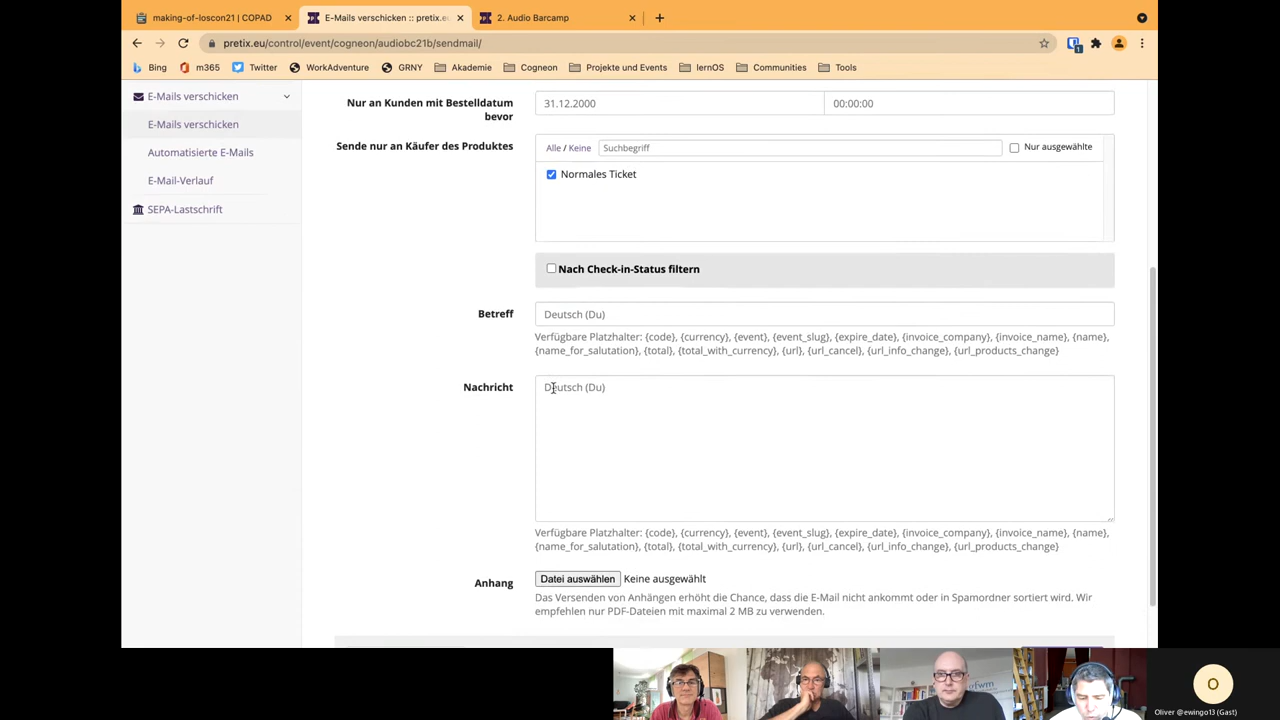 making-of-loscon21 | COPAD
E-Mails verschicken :: pretix.eu
2. Audio Barcamp
pretix.eu/control/event/cogneon/audiobc21b/sendmail/
Bing
m365
Twitter
WorkAdventure
GRNY
Akademie
Cogneon
Projekte und Events
lernOS
Communities
Tools
E-Mails verschicken
E-Mails verschicken
Automatisierte E-Mails
E-Mail-Verlauf
SEPA-Lastschrift
Nur an Kunden mit Bestelldatum
bevor
31.12.2000
00:00:00
Sende nur an Käufer des Produktes
Alle / Keine
Suchbegriff
Nur ausgewählte
Normales Ticket
Nach Check-in-Status filtern
Betreff
Deutsch (Du)
Verfügbare Platzhalter: {code}, {currency}, {event}, {event_slug}, {expire_date}, {invoice_company}, {invoice_name}, {name},
{name_for_salutation}, {total}, {total_with_currency}, {url}, {url_cancel}, {url_info_change}, {url_products_change}
Nachricht
Deutsch (Du)
Verfügbare Platzhalter: {code}, {currency}, {event}, {event_slug}, {expire_date}, {invoice_company}, {invoice_name}, {name},
{name_for_salutation}, {total}, {total_with_currency}, {url}, {url_cancel}, {url_info_change}, {url_products_change}
Anhang
Datei auswählen Keine ausgewählt
Das Versenden von Anhängen erhöht die Chance, dass die E-Mail nicht ankommt oder in Spamordner sortiert wird. Wir
empfehlen nur PDF-Dateien mit maximal 2 MB zu verwenden.
gfwm
O
Oliver @ewingo13 (Gast)